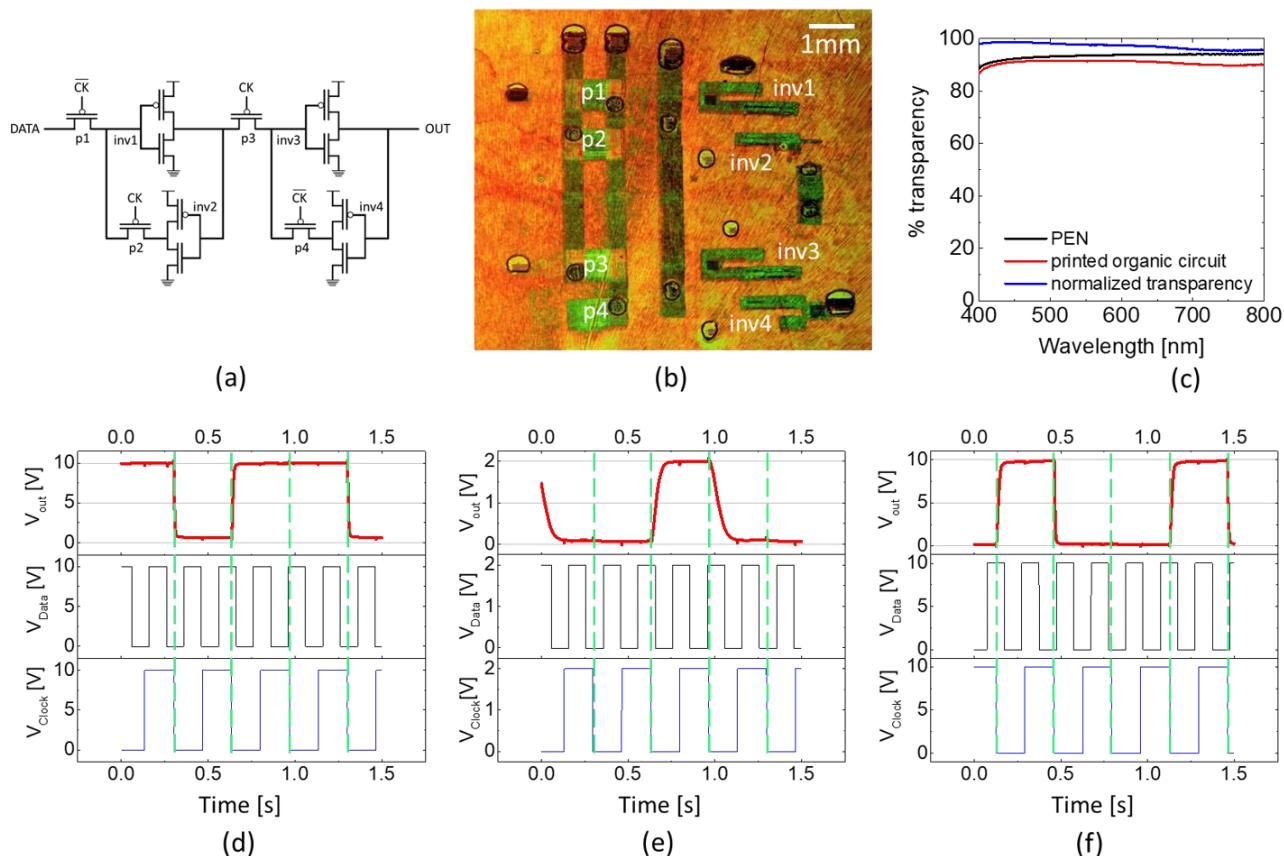 CK
CK
DATA
p1
inv1
p3
inv3
OUT
CK
p2
inv2
CK
p4
inv4
(a)
1mm
p1
p2
p3
p4
inv1
inv2
inv3
inv4
(b)
100
80
60
40
20
0
% transparency
PEN
printed organic circuit
normalized transparency
400 500 600 700 800
Wavelength [nm]
(c)
0.0 0.5 1.0 1.5
10
5
0
Vout [V]
10
5
0
VData [V]
10
5
0
VClock [V]
0.0 0.5 1.0 1.5
Time [s]
(d)
0.0 0.5 1.0 1.5
2
1
0
Vout [V]
2
1
0
VData [V]
2
1
0
VClock[V]
0.0 0.5 1.0 1.5
Time [s]
(e)
0.0 0.5 1.0 1.5
10
5
0
Vout [V]
10
5
0
VData [V]
10
5
0
VClock [V]
0.0 0.5 1.0 1.5
Time [s]
(f)